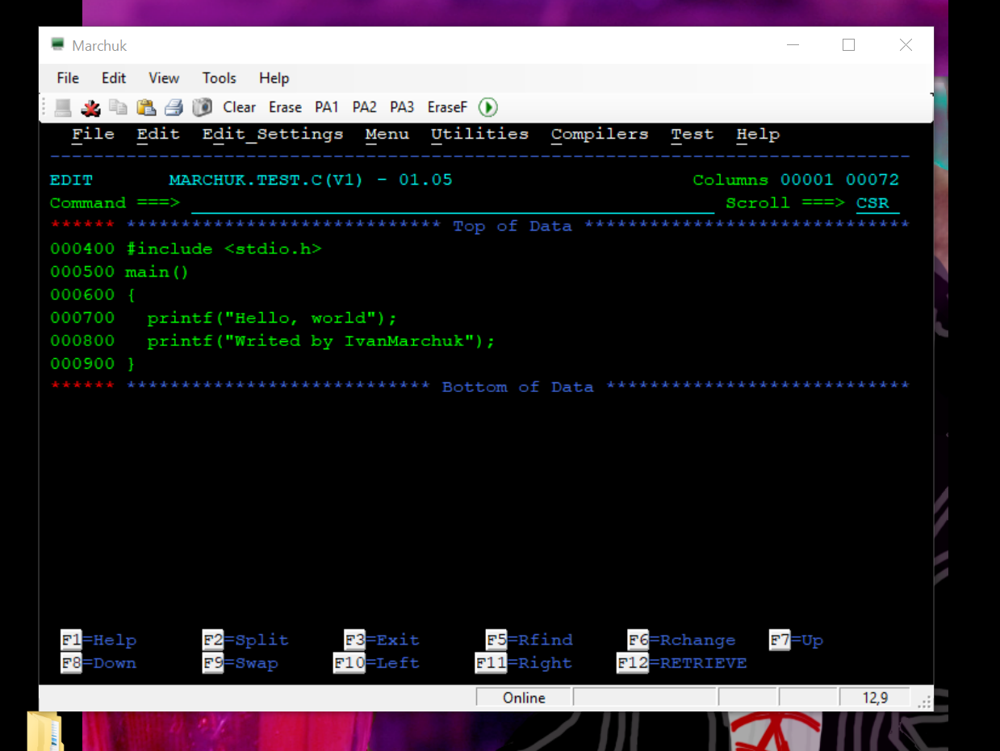 Marchuk
File Edit View Tools Help
Clear Erase PA1 PA2 PA3 EraseF
File Edit Edit_Settings Menu Utilities Compilers Test Help
EDIT MARCHUK.TEST.C(V1) - 01.05 Columns 00001 00072
Command ===> Scroll ===> CSR
****** ***************************** Top of Data ******************************
000400 #include <stdio.h>
000500 main()
000600 {
000700 printf("Hello, world");
000800 printf("Writed by IvanMarchuk");
000900 }
****** **************************** Bottom of Data ****************************
F1=Help F2=Split F3=Exit F5=Rfind F6=Rchange F7=Up
F8=Down F9=Swap F10=Left F11=Right F12=RETRIEVE
Online 12,9